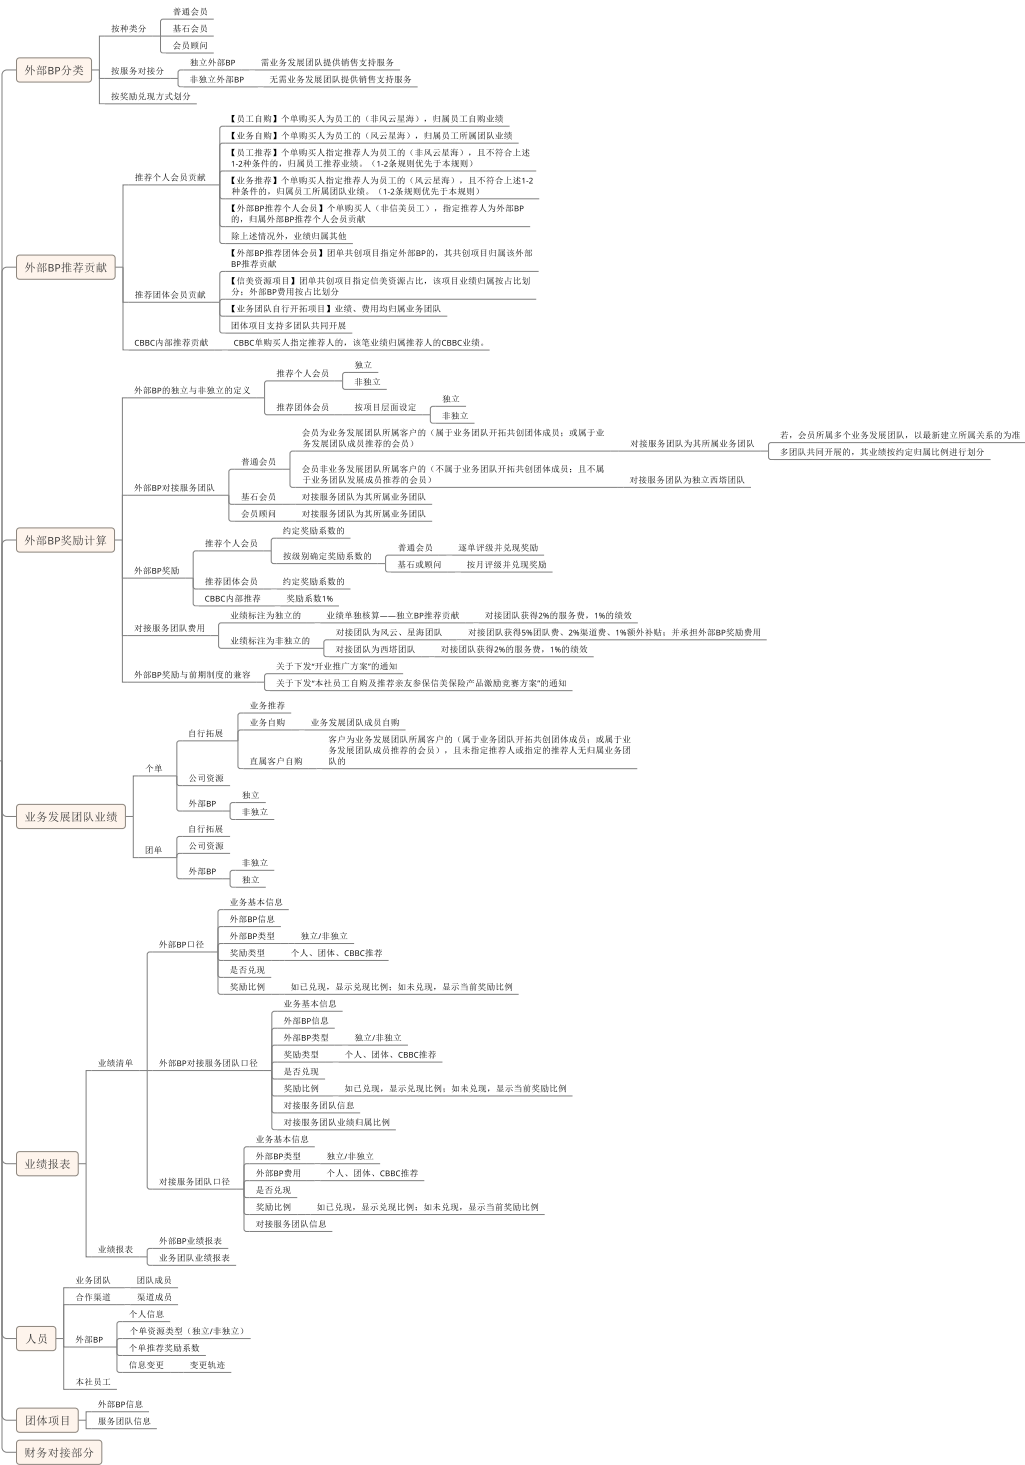 外部BP分类
按种类分
普通会员
基石会员
会员顾问
按服务对接分
独立外部BP
需业务发展团队提供销售支持服务
非独立外部BP
无需业务发展团队提供销售支持服务
按奖励兑现方式划分
外部BP推荐贡献
推荐个人会员贡献
【员工自购】个单购买人为员工的（非风云星海），归属员工自购业绩
【业务自购】个单购买人为员工的（风云星海），归属员工所属团队业绩
【员工推荐】个单购买人指定推荐人为员工的（非风云星海），且不符合上述
1-2种条件的，归属员工推荐业绩。（1-2条规则优先于本规则）
【业务推荐】个单购买人指定推荐人为员工的（风云星海），且不符合上述1-2
种条件的，归属员工所属团队业绩。（1-2条规则优先于本规则）
【外部BP推荐个人会员】个单购买人（非信美员工），指定推荐人为外部BP
的，归属外部BP推荐个人会员贡献
除上述情况外，业绩归属其他
推荐团体会员贡献
【外部BP推荐团体会员】团单共创项目指定外部BP的，其共创项目归属该外部
BP推荐贡献
【信美资源项目】团单共创项目指定信美资源占比，该项目业绩归属按占比划
分；外部BP费用按占比划分
【业务团队自行开拓项目】业绩、费用均归属业务团队
团体项目支持多团队共同开展
CBBC内部推荐贡献
CBBC单购买人指定推荐人的，该笔业绩归属推荐人的CBBC业绩。
外部BP奖励计算
外部BP的独立与非独立的定义
推荐个人会员
独立
非独立
推荐团体会员
按项目层面设定
独立
非独立
外部BP对接服务团队
普通会员
会员为业务发展团队所属客户的（属于业务团队开拓共创团体成员；或属于业
务发展团队成员推荐的会员）
对接服务团队为其所属业务团队
若，会员所属多个业务发展团队，以最新建立所属关系的为准
多团队共同开展的，其业绩按约定归属比例进行划分
会员非业务发展团队所属客户的（不属于业务团队开拓共创团体成员；且不属
于业务团队发展成员推荐的会员）
对接服务团队为独立西塔团队
基石会员
对接服务团队为其所属业务团队
会员顾问
对接服务团队为其所属业务团队
外部BP奖励
推荐个人会员
约定奖励系数的
按级别确定奖励系数的
普通会员
逐单评级并兑现奖励
基石或顾问
按月评级并兑现奖励
推荐团体会员
约定奖励系数的
CBBC内部推荐
奖励系数1%
对接服务团队费用
业绩标注为独立的
业绩单独核算——独立BP推荐贡献
对接团队获得2%的服务费，1%的绩效
业绩标注为非独立的
对接团队为风云、星海团队
对接团队获得5%团队费、2%渠道费、1%额外补贴；并承担外部BP奖励费用
对接团队为西塔团队
对接团队获得2%的服务费，1%的绩效
外部BP奖励与前期制度的兼容
关于下发“开业推广方案”的通知
关于下发“本社员工自购及推荐亲友参保信美保险产品激励竞赛方案”的通知
业务发展团队业绩
个单
自行拓展
业务推荐
业务自购
业务发展团队成员自购
直属客户自购
客户为业务发展团队所属客户的（属于业务团队开拓共创团体成员；或属于业
务发展团队成员推荐的会员），且未指定推荐人或指定的推荐人无归属业务团
队的
公司资源
外部BP
独立
非独立
团单
自行拓展
公司资源
外部BP
非独立
独立
业绩报表
业绩清单
外部BP口径
业务基本信息
外部BP信息
外部BP类型
独立/非独立
奖励类型
个人、团体、CBBC推荐
是否兑现
奖励比例
如已兑现，显示兑现比例；如未兑现，显示当前奖励比例
外部BP对接服务团队口径
业务基本信息
外部BP信息
外部BP类型
独立/非独立
奖励类型
个人、团体、CBBC推荐
是否兑现
奖励比例
如已兑现，显示兑现比例；如未兑现，显示当前奖励比例
对接服务团队信息
对接服务团队业绩归属比例
对接服务团队口径
业务基本信息
外部BP类型
独立/非独立
外部BP费用
个人、团体、CBBC推荐
是否兑现
奖励比例
如已兑现，显示兑现比例；如未兑现，显示当前奖励比例
对接服务团队信息
业绩报表
外部BP业绩报表
业务团队业绩报表
人员
业务团队
团队成员
合作渠道
渠道成员
外部BP
个人信息
个单资源类型（独立/非独立）
个单推荐奖励系数
信息变更
变更轨迹
本社员工
团体项目
外部BP信息
服务团队信息
财务对接部分